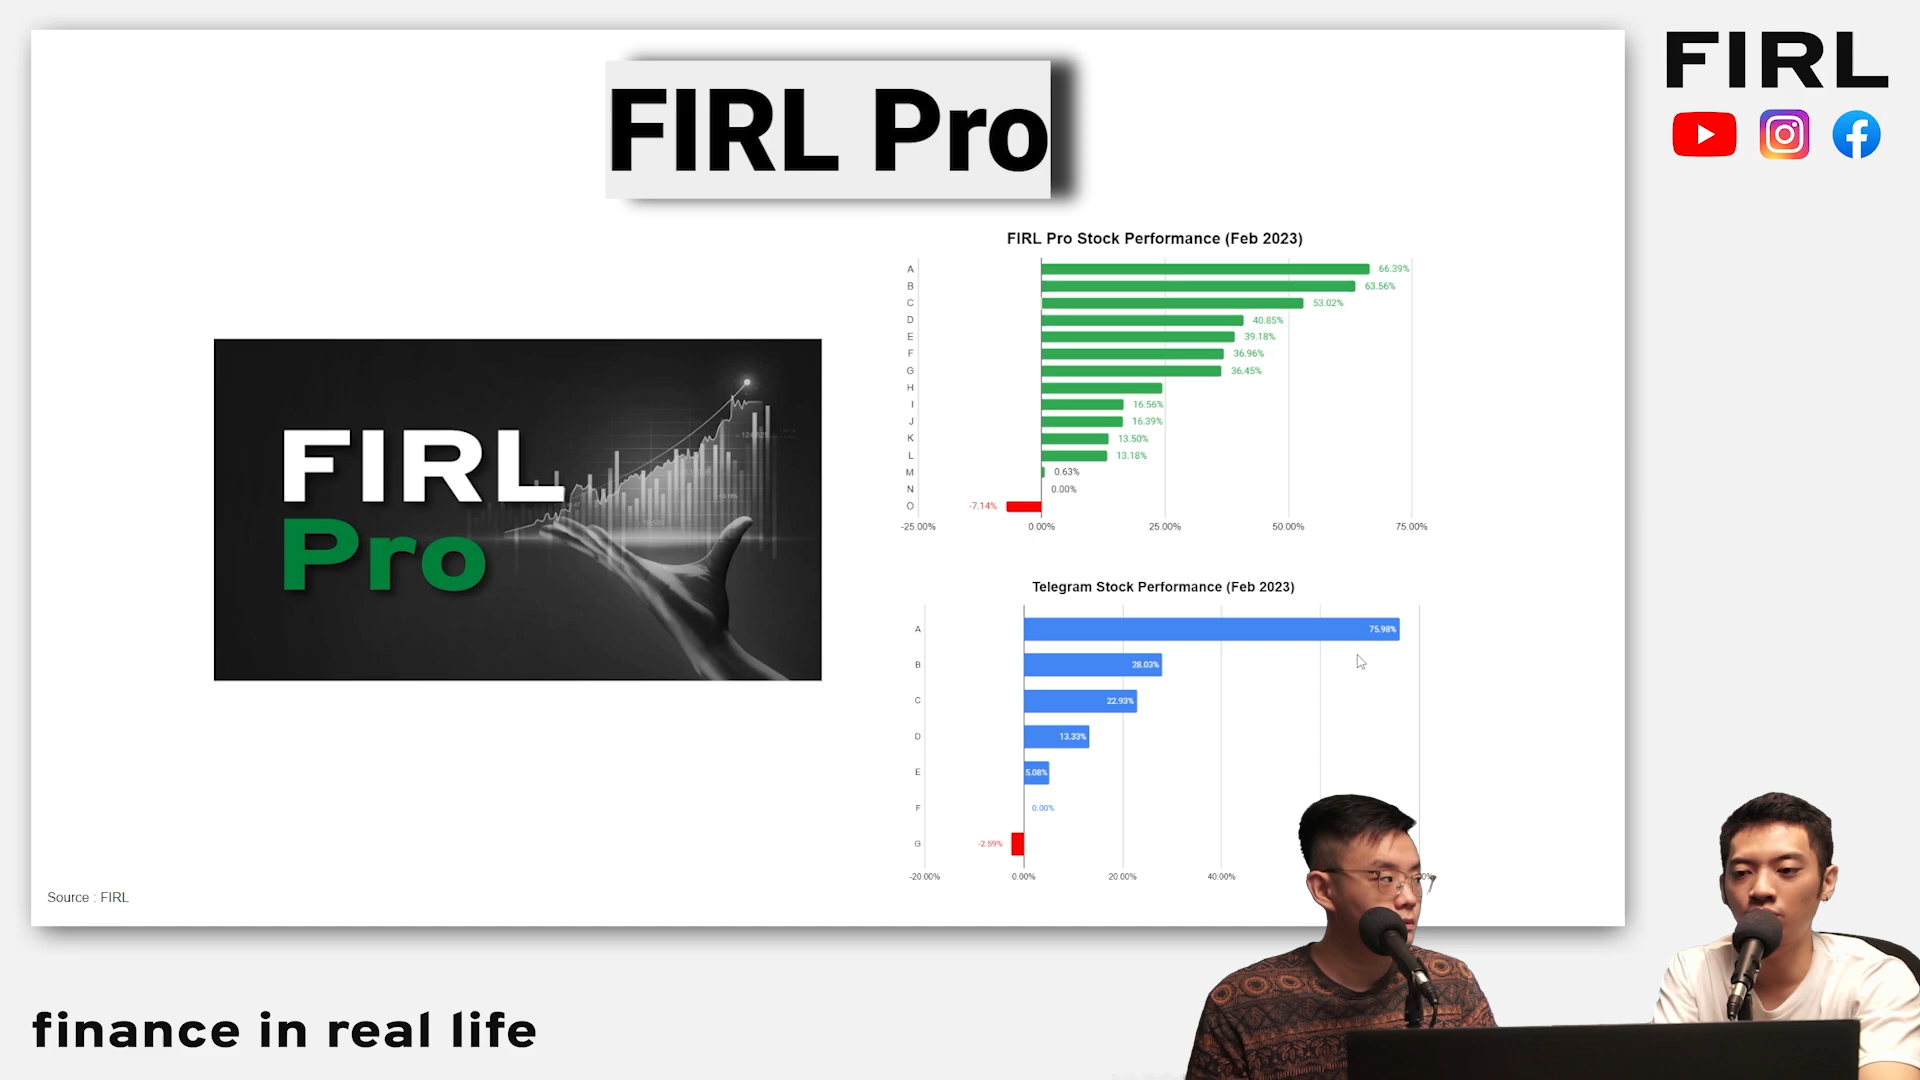 FIRL Pro
FIRL
FIRL Pro Stock Performance (Feb 2023)
A 66.39%
B 63.56%
C 53.02%
D 40.85%
E 39.18%
F 36.96%
G 36.45%
H
I 16.56%
J 16.39%
K 13.50%
L 13.18%
M 0.63%
N 0.00%
O -7.14%
-25.00% 0.00% 25.00% 50.00% 75.00%
FIRL
Pro
Telegram Stock Performance (Feb 2023)
A 75.98%
B 28.03%
C 22.93%
D 13.33%
E 5.08%
F 0.00%
G -2.59%
-20.00% 0.00% 20.00% 40.00%
Source : FIRL
finance in real life